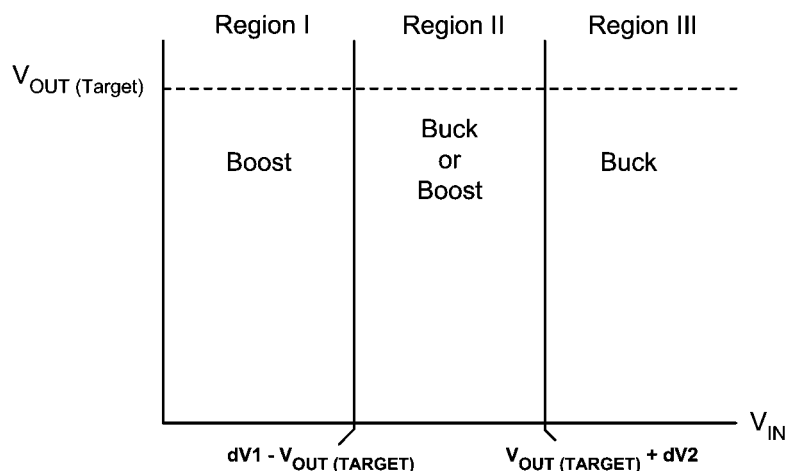 Region I Region II Region III
VOUT (Target)
Boost
Buck
or
Boost
Buck
VIN
dV1 - VOUT (TARGET)
VOUT (TARGET) + dV2